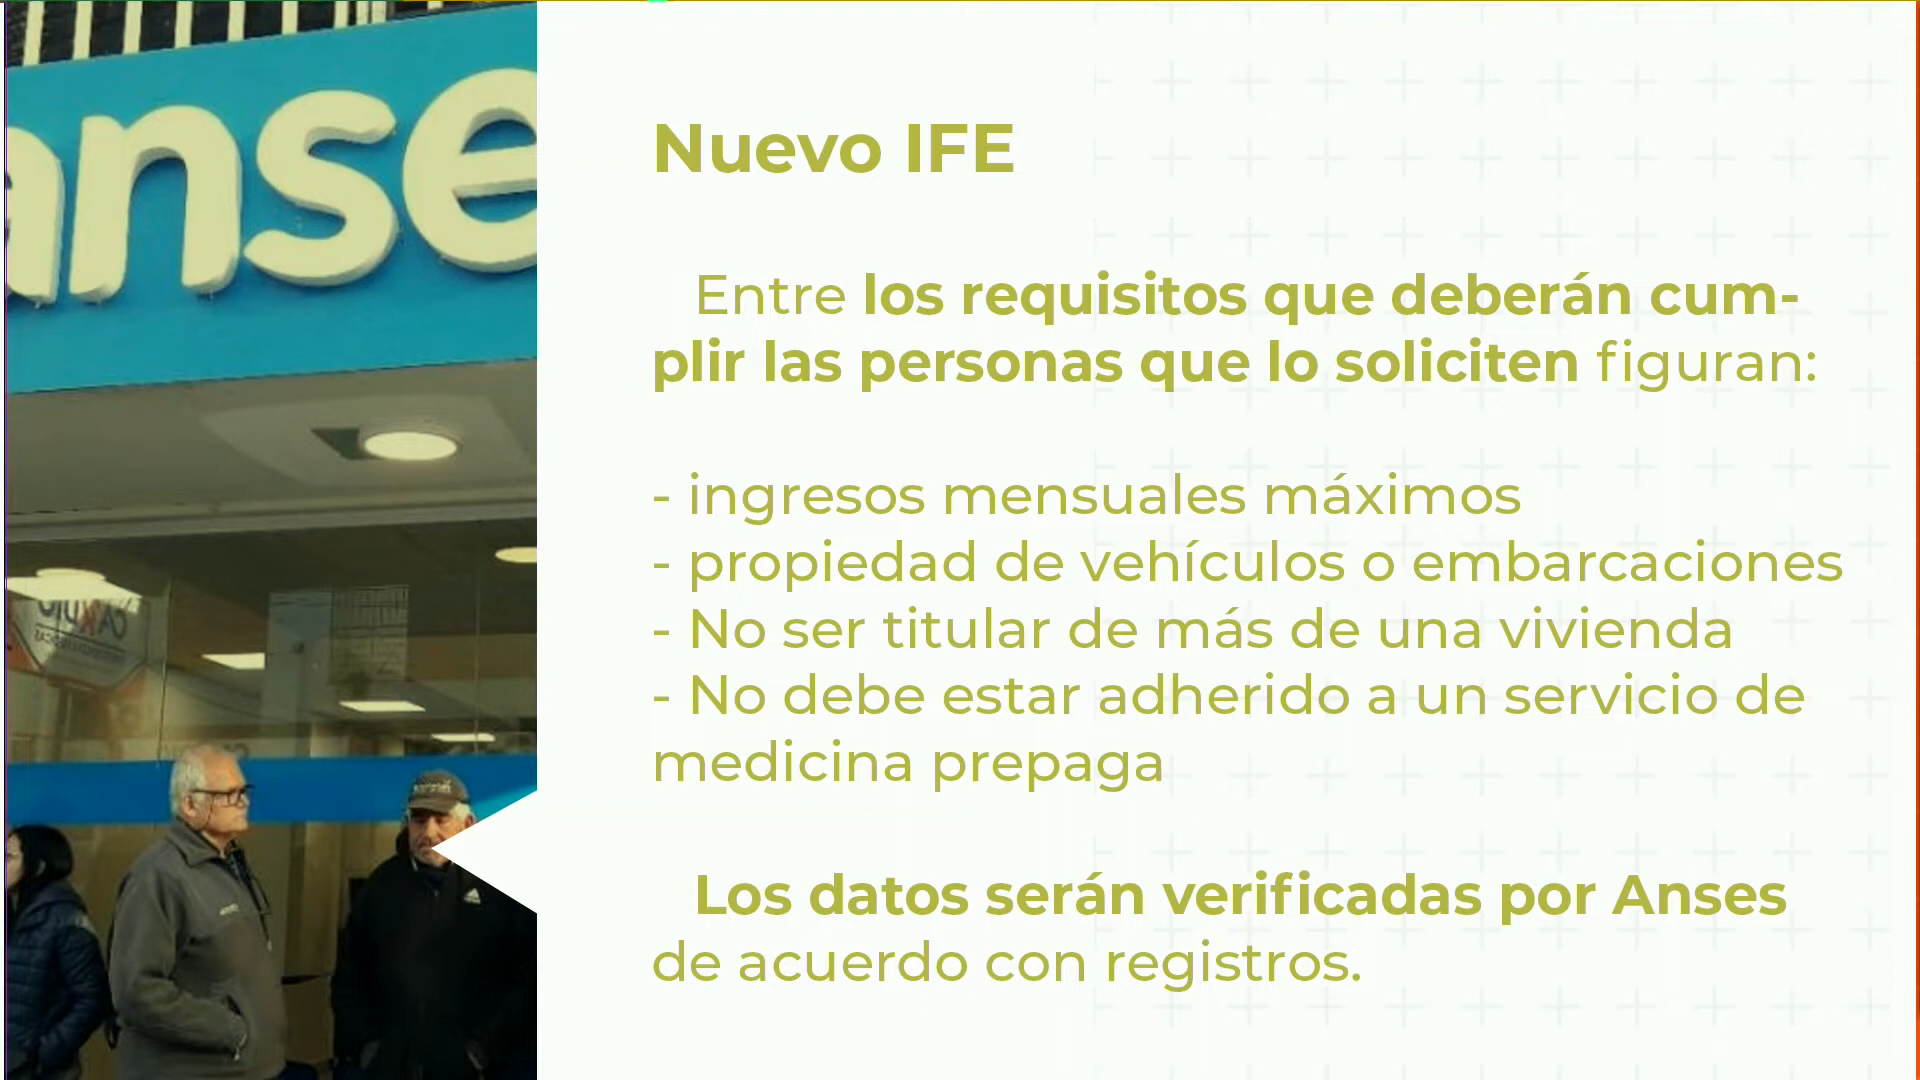 anse
Nuevo IFE
Entre los requisitos que deberán cum-
plir las personas que lo soliciten figuran:
- ingresos mensuales máximos
- propiedad de vehículos o embarcaciones
- No ser titular de más de una vivienda
- No debe estar adherido a un servicio de
medicina prepaga
Los datos serán verificadas por Anses
de acuerdo con registros.